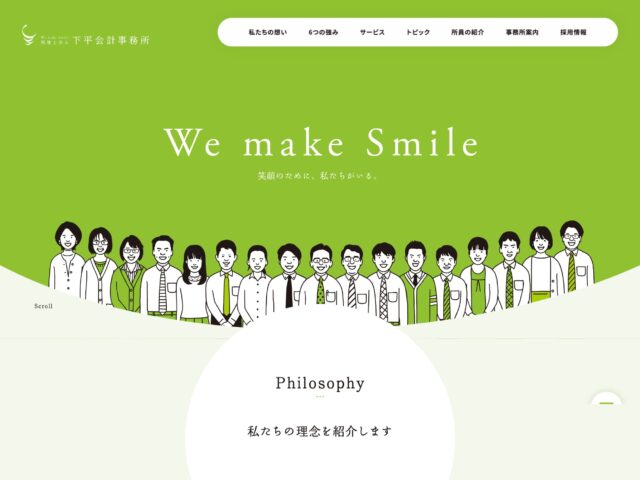 下平会計事務所
私たちの想い
6つの強み
サービス
トピック
所員の紹介
事務所案内
採用情報
We make Smile
笑顔のために、私たちがいる。
Scroll
Philosophy
私たちの理念を紹介します